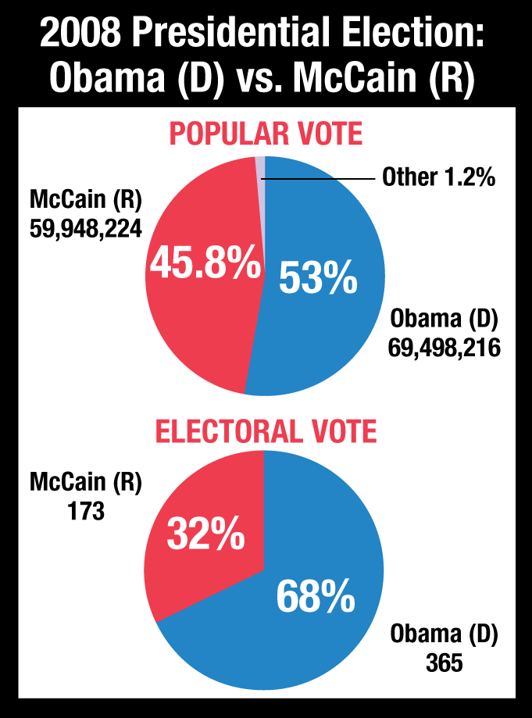 2008 Presidential Election:
Obama (D) vs. McCain (R)
POPULAR VOTE
Other 1.2%
McCain (R)
59,948,224
45.8%
53%
Obama (D)
69,498,216
ELECTORAL VOTE
McCain (R)
173
32%
68%
Obama (D)
365